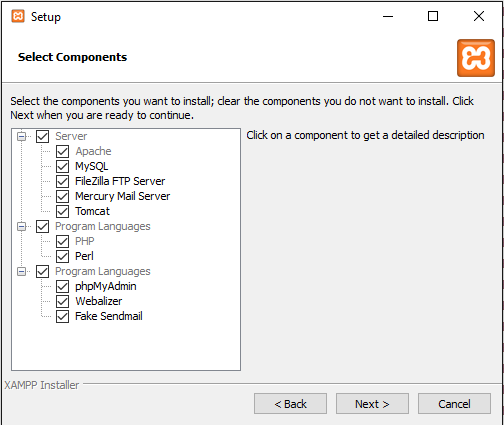 Setup
Select Components
Select the components you want to install; clear the components you do not want to install. Click
Next when you are ready to continue.
Server
Apache
MySQL
FileZilla FTP Server
Mercury Mail Server
Tomcat
Program Languages
PHP
Perl
Program Languages
phpMyAdmin
Webalizer
Fake Sendmail
Click on a component to get a detailed description
XAMPP Installer
< Back
Next >
Cancel